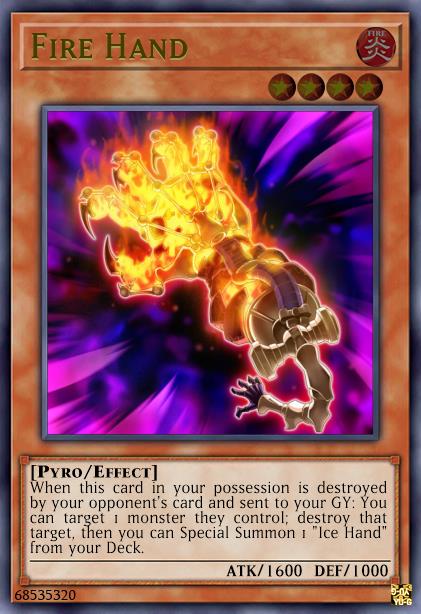 Fire Hand
FIRE
炎
[Pyro/Effect]
When this card in your possession is destroyed
by your opponent's card and sent to your GY: You
can target 1 monster they control; destroy that
target, then you can Special Summon 1 "Ice Hand"
from your Deck.
ATK/1600 DEF/1000
68535320